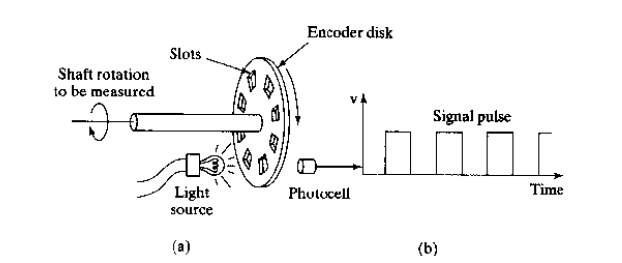 Encoder disk
Slots
Shaft rotation
to be measured
v
Signal pulse
Light
source
Photocell
Time
(a)
(b)